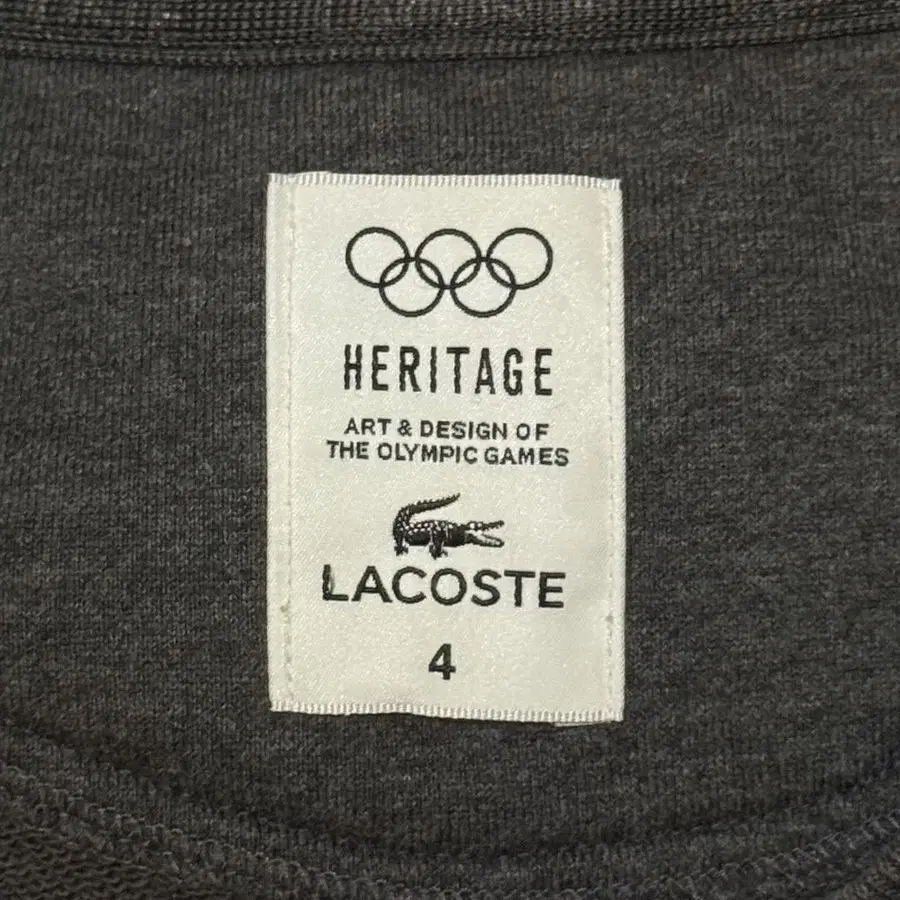 HERITAGE
ART & DESIGN OF
THE OLYMPIC GAMES
LACOSTE
4